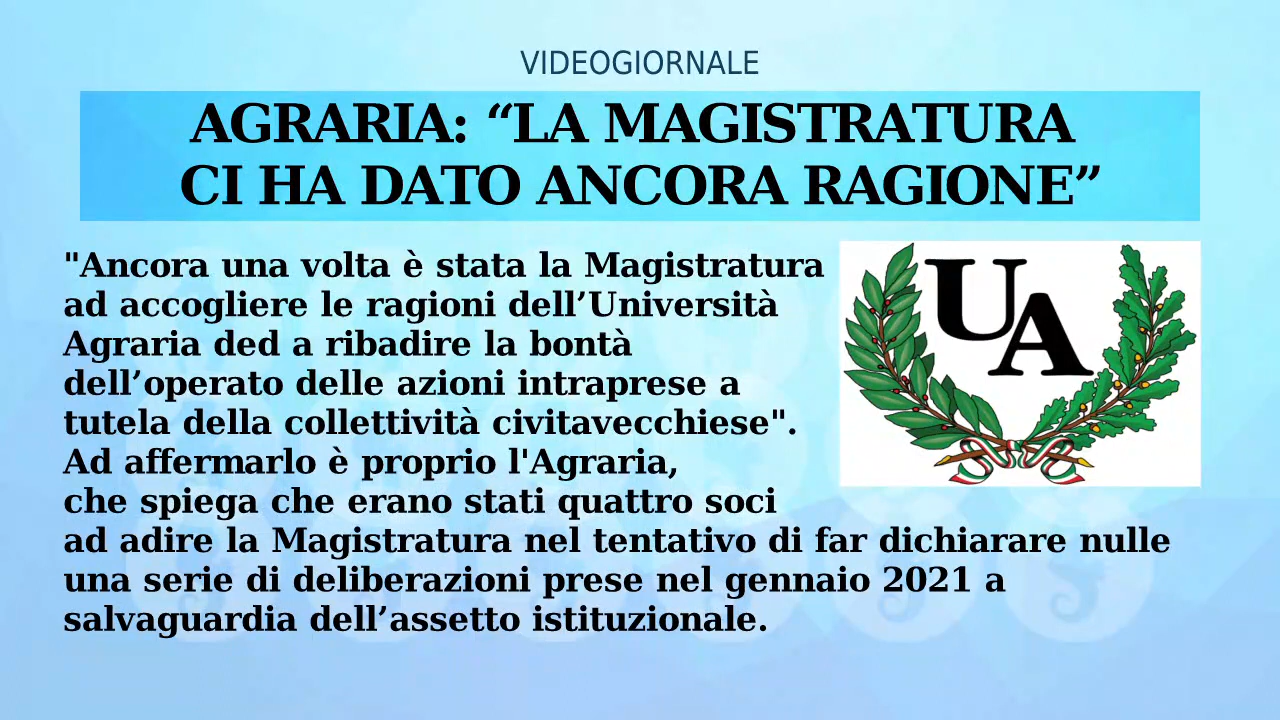 VIDEOGIORNALE
AGRARIA: “LA MAGISTRATURA
CI HA DATO ANCORA RAGIONE”
"Ancora una volta è stata la Magistratura
ad accogliere le ragioni dell’Università
Agraria ded a ribadire la bontà
dell’operato delle azioni intraprese a
tutela della collettività civitavecchiese".
Ad affermarlo è proprio l'Agraria,
che spiega che erano stati quattro soci
ad adire la Magistratura nel tentativo di far dichiarare nulle
una serie di deliberazioni prese nel gennaio 2021 a
salvaguardia dell’assetto istituzionale.
UA